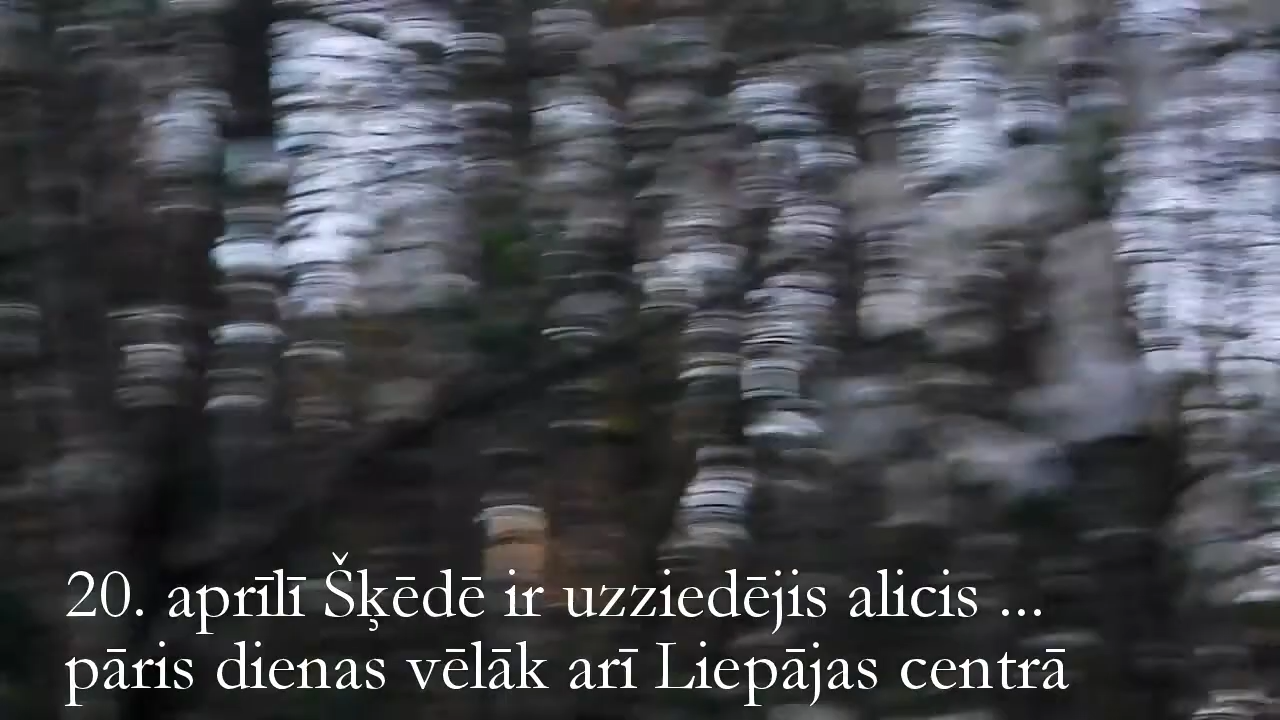 20. aprīlī Šķēdē ir uzziedējis alicis ...
pāris dienas vēlāk arī Liepājas centrā